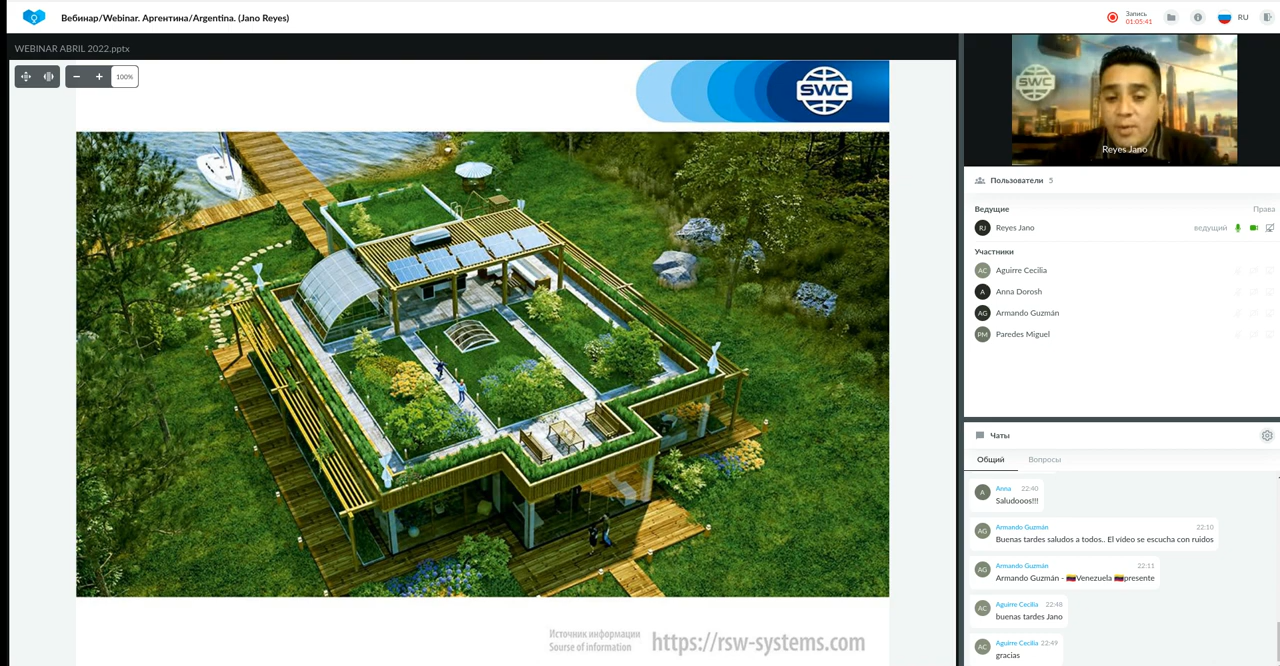 Вебинар/Webinar. Аргентина/Argentina. (Jano Reyes)
Запись
01:05:41
RU
WEBINAR ABRIL 2022.pptx
100%
SWC
SWC
Reyes Jano
Пользователи 5
Ведущие Права
RJ Reyes Jano ведущий
Участники
AC Aguirre Cecilia
A Anna Dorosh
AG Armando Guzmán
PM Paredes Miguel
Чаты
Общий Вопросы
A Anna 22:40
Saludooos!!!
AG Armando Guzmán 22:10
Buenas tardes saludos a todos.. El vídeo se escucha con ruidos
AG Armando Guzmán 22:11
Armando Guzmán - 🇻🇪Venezuela 🇻🇪presente
AC Aguirre Cecilia 22:48
buenas tardes Jano
AC Aguirre Cecilia 22:49
gracias
Источник информации
Sourse of information
https://rsw-systems.com